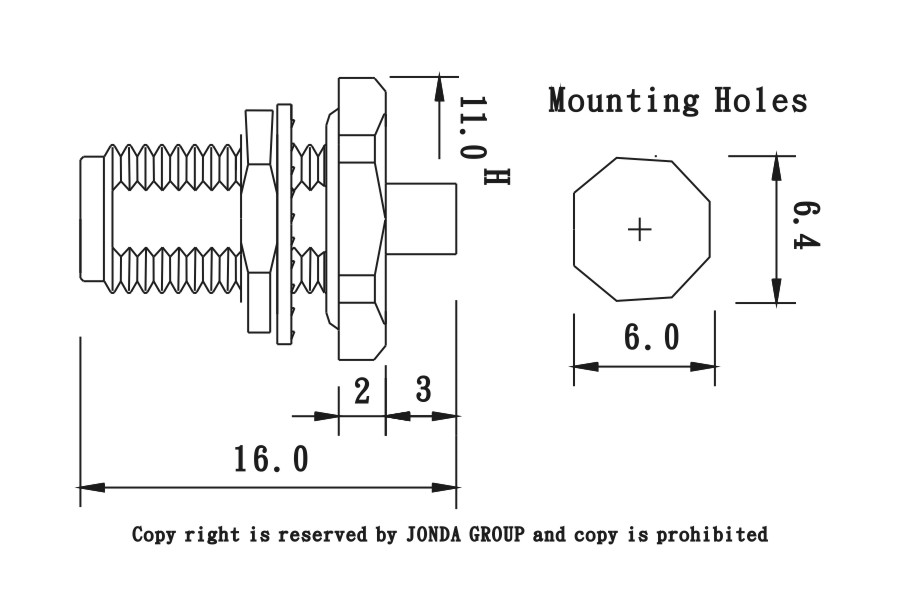 Mounting Holes
11.0
H
6.4
6.0
2
3
16.0
Copy right is reserved by JONDA GROUP and copy is prohibited